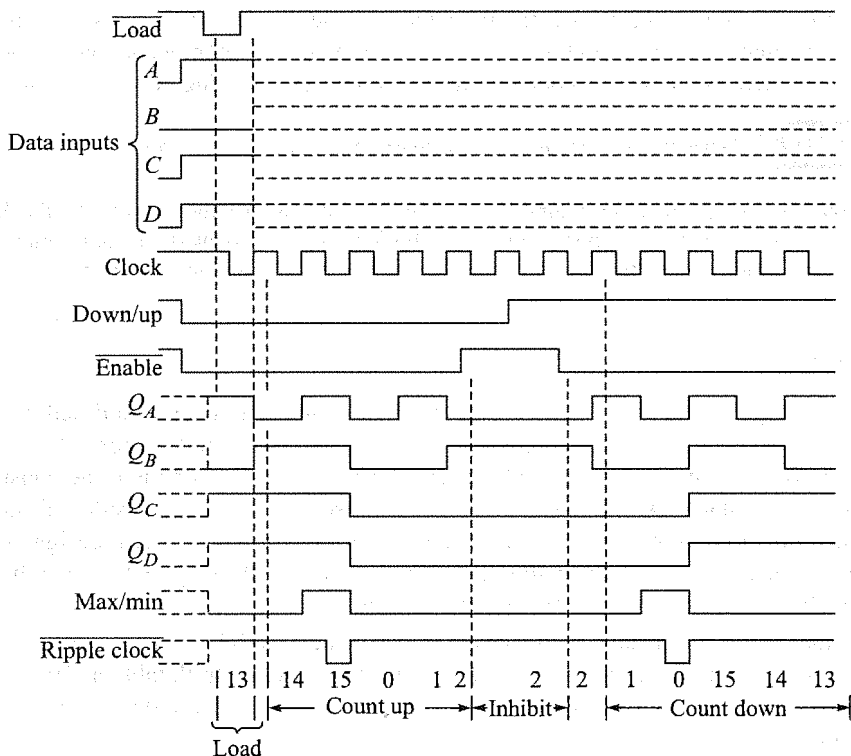 Load
A
B
Data inputs
C
D
Clock
Down/up
Enable
Q_A
Q_B
Q_C
Q_D
Max/min
Ripple clock
13 14 15 0 1 2 2 2 1 0 15 14 13
Count up Inhibit Count down
Load